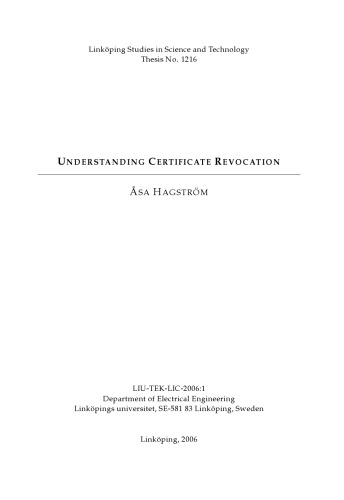 Linköping Studies in Science and Technology
Thesis No. 1216
UNDERSTANDING CERTIFICATE REVOCATION
ÅSA HAGSTRÖM
LIU-TEK-LIC-2006:1
Department of Electrical Engineering
Linköpings universitet, SE-581 83 Linköping, Sweden
Linköping, 2006